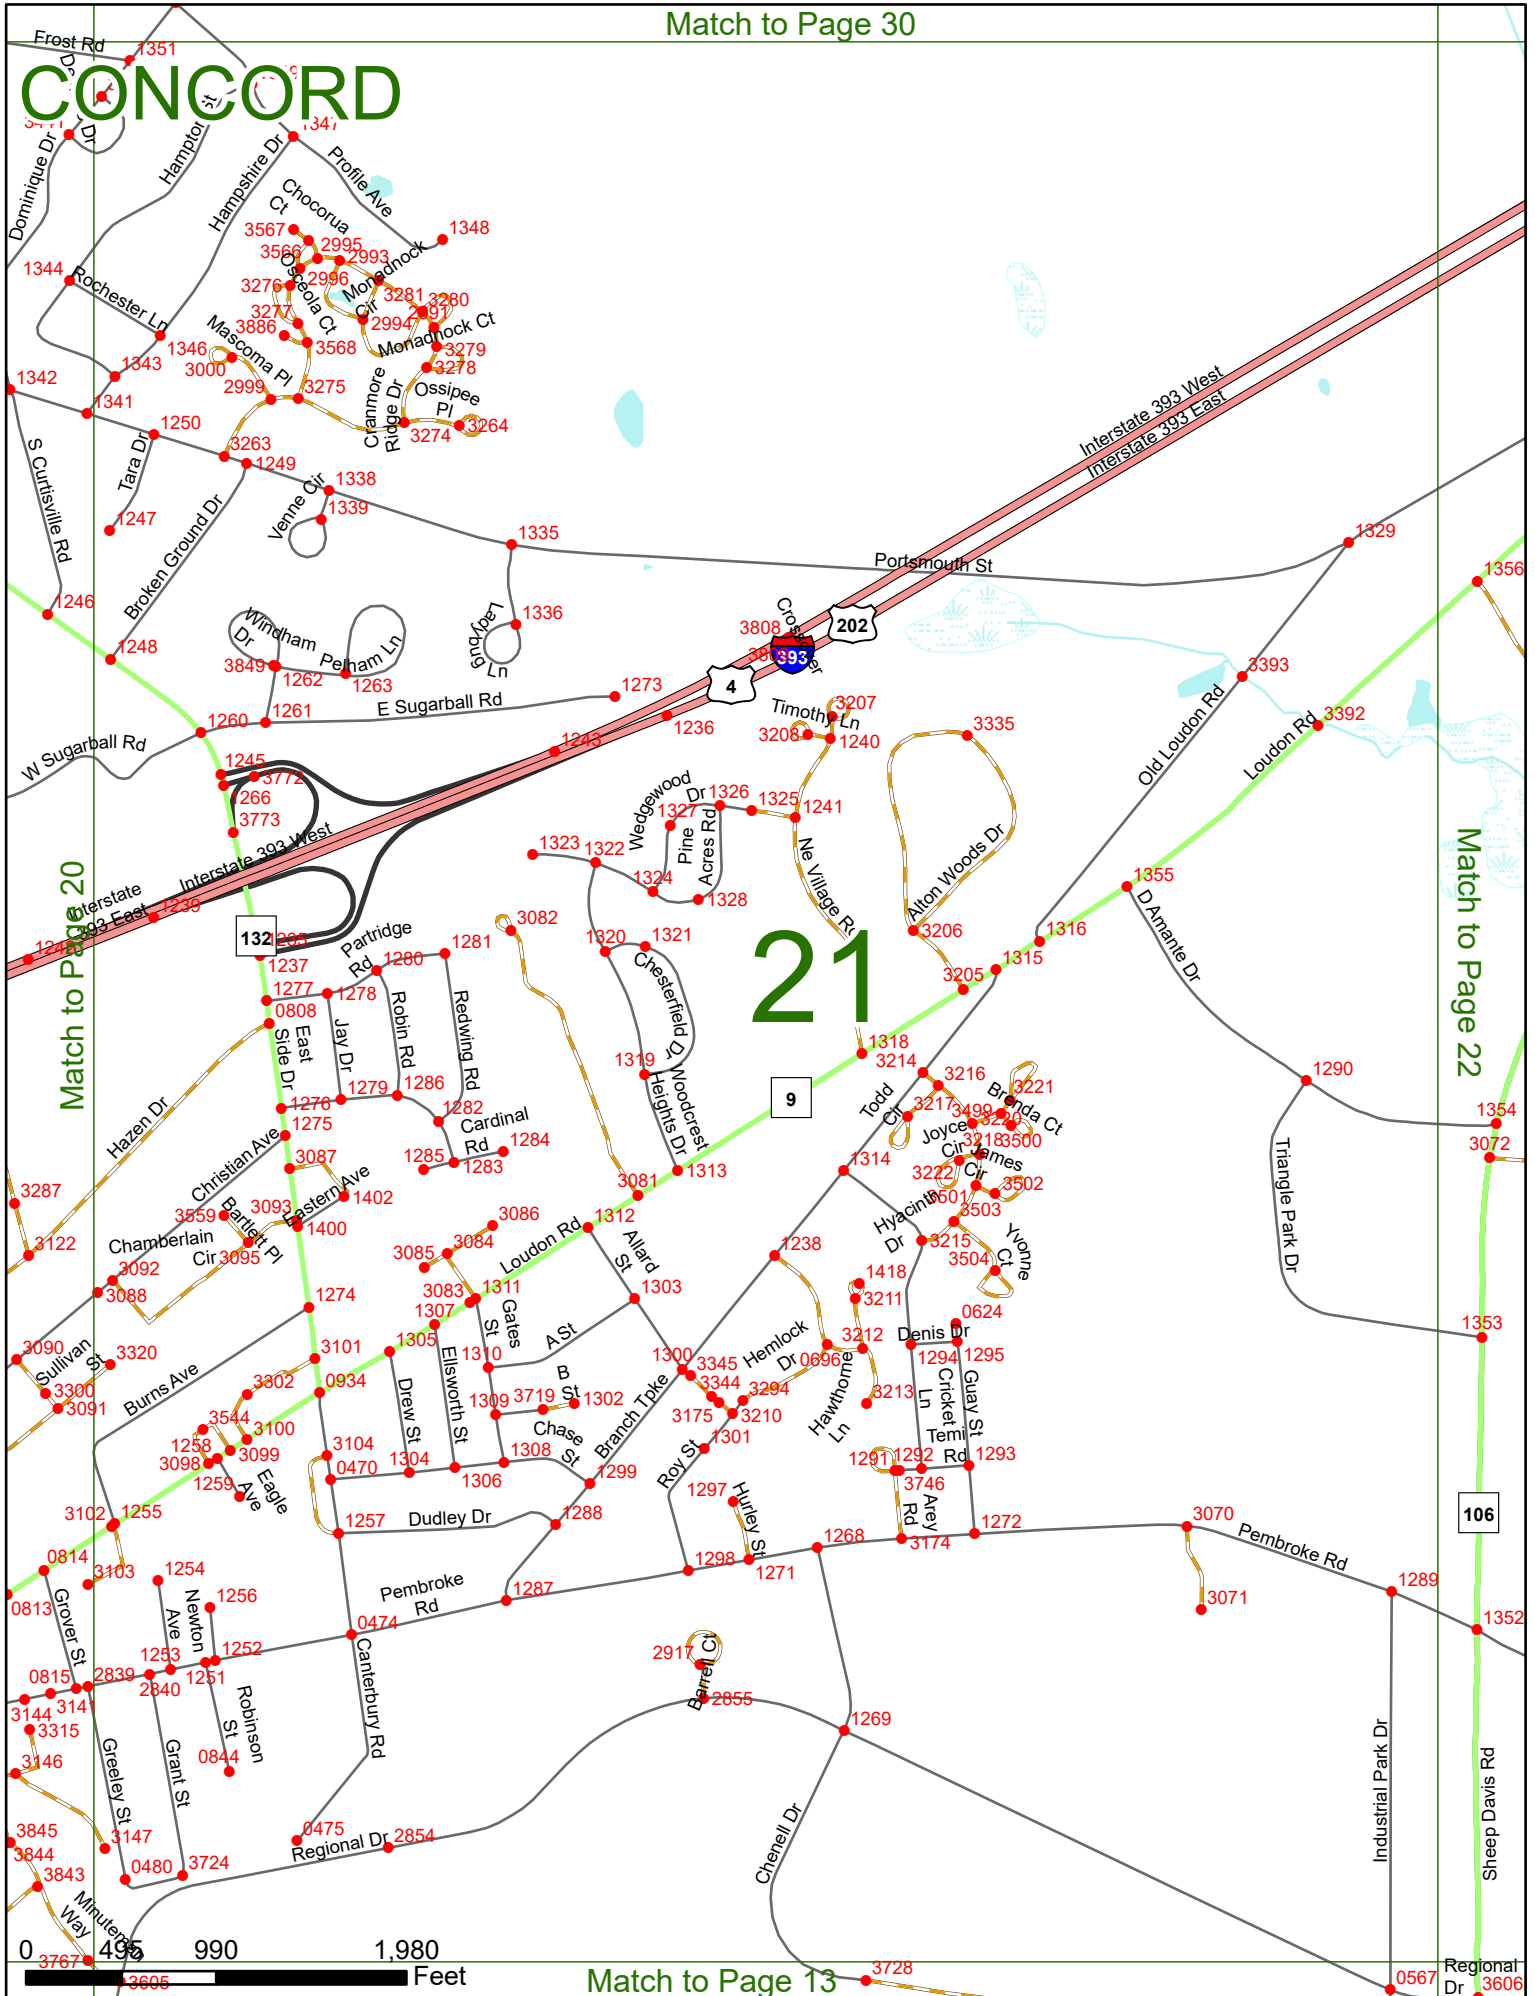 Match to Page 30
Frost Rd
1351
CONCORD
1347
Dominique Dr
Hampshire Dr
Profile Ave
Chocorua
Ct
3567
1348
2995
3566
2993
Monadnock
Cir
1344
2996
Osceola Ct
3276
Rochester Ln
3281
3280
3277
2994
2991
3886
Monadnock Ct
Mascoma Pl
1346
3568
3279
3000
1343
3278
1342
2999
3275
Cranmore
Ridge Dr
Ossipee
Pl
1341
1250
3274
3264
Interstate 393 West
Interstate 393 East
S Curtisville Rd
Tara Dr
3263
1249
1338
Venne Cir
1339
1247
Broken Ground Dr
1335
1329
Portsmouth St
1356
1246
1336
Ladybug
Ln
Windham
Dr
Pelham Ln
3808
202
393
1248
3849
1262
1263
3393
1273
4
E Sugarball Rd
1261
1260
1236
Timothy Ln
3207
3335
3392
3208
1240
Old Loudon Rd
Loudon Rd
W Sugarball Rd
1243
1245
3772
1266
3773
Wedgewood
Dr
1326
1325
1241
1327
Pine
Acres Rd
Match to Page 20
Interstate 393 West
Interstate
393 East
1323
1322
1324
1328
Alton Woods Dr
1355
Match to Page 22
1239
3082
3206
D Amante Dr
132
Partridge
Rd
1281
1280
1320
1321
Chesterfield Dr
21
1316
1237
1315
3205
1277
1278
0808
East
Side Dr
Jay Dr
Robin Rd
Redwing Rd
1318
1319
3214
1290
Woodcrest
Heights Dr
9
3216
3221
Brenda Ct
Todd
Cir
3217
3499
3220
1279
1286
1276
1282
1275
Cardinal
Rd
1354
Hazen Dr
Christian Ave
Joyce
Cir
3218
3500
3072
3087
1284
1285
1283
James
Cir
1313
1314
3222
3502
Triangle Park Dr
3287
Eastern Ave
1402
3081
3501
3559
3093
Bartlett Pl
1400
Hyacinth
Dr
3503
3086
1312
Yvonne
Ct
3122
Chamberlain
Cir
3095
3084
3085
Loudon Rd
Allard
St
3215
1238
3504
3092
3088
1418
3083
1311
1303
3211
1274
1307
Gates
St
0624
A St
Hemlock
Dr
3212
Denis Dr
1353
3090
Sullivan
St
3320
3101
1305
1310
0696
1294
1295
1300
3345
3344
3300
3302
0934
Ellsworth St
Drew St
1309
3719
B
St
1302
3294
3175
3210
3213
Hawthorne
Ln
Cricket
Ln
Guay St
3091
Burns Ave
3544
3100
Chase
St
Branch Tpke
1258
3099
3104
1308
1301
Temi
Rd
3098
1304
1306
Roy St
1291
1292
1293
0470
1299
3746
1259
Eagle
Ave
1297
Hurley St
Arey
Rd
106
3102
1255
1257
Dudley Dr
1288
3070
1268
1272
3174
Pembroke Rd
0814
1298
1271
3103
1254
1289
Pembroke
Rd
1287
0813
Newton
Ave
1256
3071
Grover St
0474
1352
1253
1252
2917
0815
2839
1251
Barrell Ct
2840
3144
3141
Canterbury Rd
2855
3315
Robinson
St
1269
3146
0844
Greeley St
Grant St
Industrial Park Dr
Sheep Davis Rd
3845
3844
3147
0475
Regional Dr
2854
Chenell Dr
3843
0480
3724
Minuteman
Way
0
495
990
1,980
3767
Feet
3605
Match to Page 13
3728
0567
Regional
Dr
3606